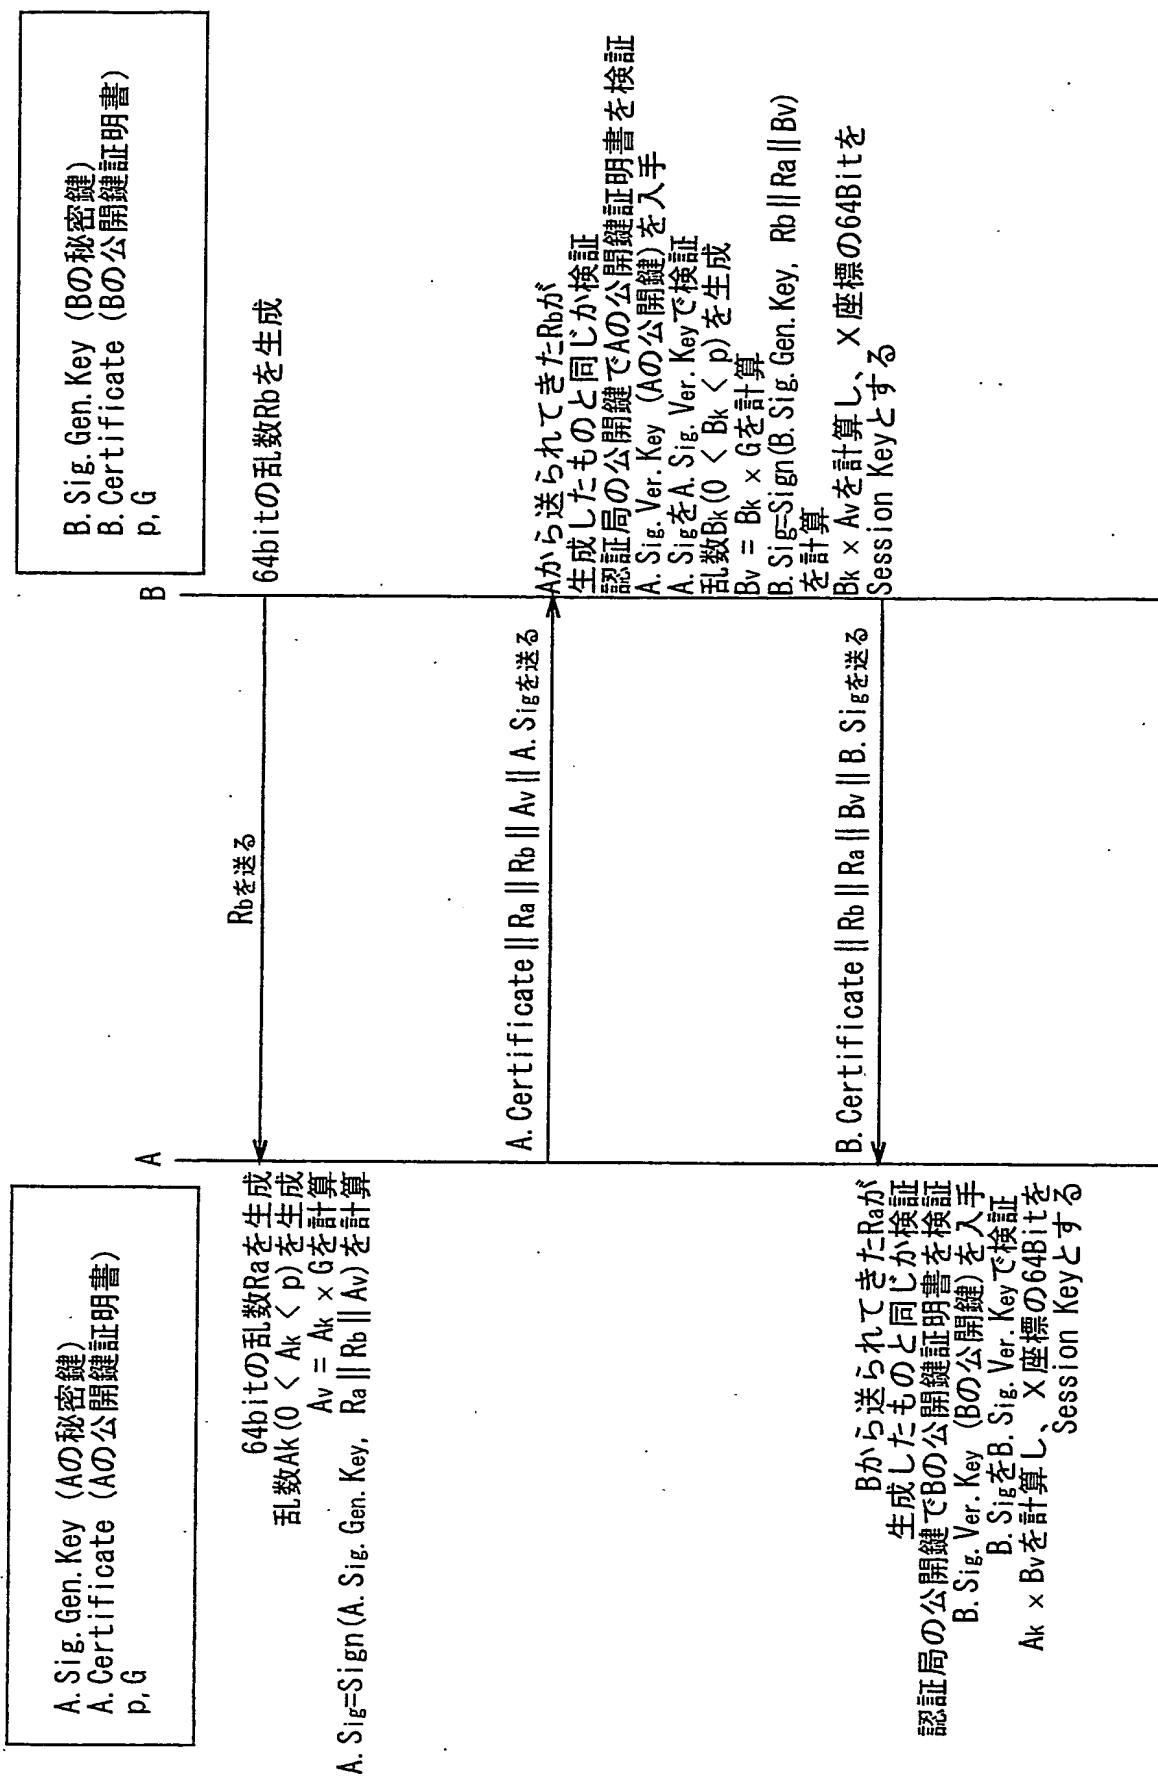 A.Sig.Gen.Key (Aの秘密鍵)
A.Certificate (Aの公開鍵証明書)
p,G
B.Sig.Gen.Key (Bの秘密鍵)
B.Certificate (Bの公開鍵証明書)
p,G
A
B
64bitの乱数Rbを生成
Rbを送る
64bitの乱数Raを生成
乱数Ak(0 < Ak < p)を生成
Av = Ak × Gを計算
A.Sig=Sign(A.Sig.Gen.Key, Ra||Rb||Av)を計算
A.Certificate||Ra||Rb||Av||A.Sigを送る
Aから送られてきたRbが
生成したものと同じか検証
認証局の公開鍵でAの公開鍵証明書を検証
A.Sig.Ver.Key (Aの公開鍵)を入手
A.SigをA.Sig.Ver.Keyで検証
乱数Bk(0 < Bk < p)を生成
Bv = Bk × Gを計算
B.Sig=Sign(B.Sig.Gen.Key, Rb||Ra||Bv)
を計算
Bk × Avを計算し、X座標の64Bitを
Session Keyとする
B.Certificate||Rb||Ra||Bv||B.Sigを送る
Bから送られてきたRaが
生成したものと同じか検証
認証局の公開鍵でBの公開鍵証明書を検証
B.Sig.Ver.Key (Bの公開鍵)を入手
B.SigをB.Sig.Ver.Keyで検証
Ak × Bvを計算し、X座標の64Bitを
Session Keyとする